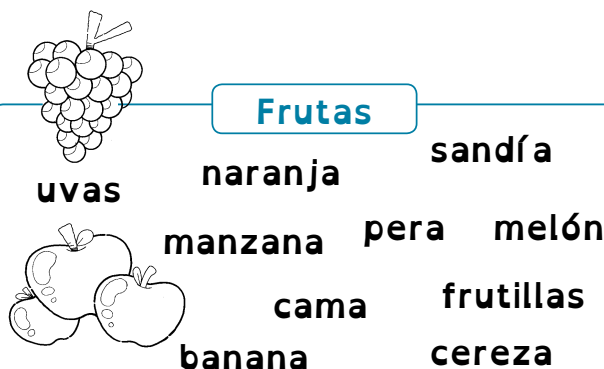 Frutas
sandía
naranja
uvas
pera
melón
manzana
frutillas
cama
cereza
banana